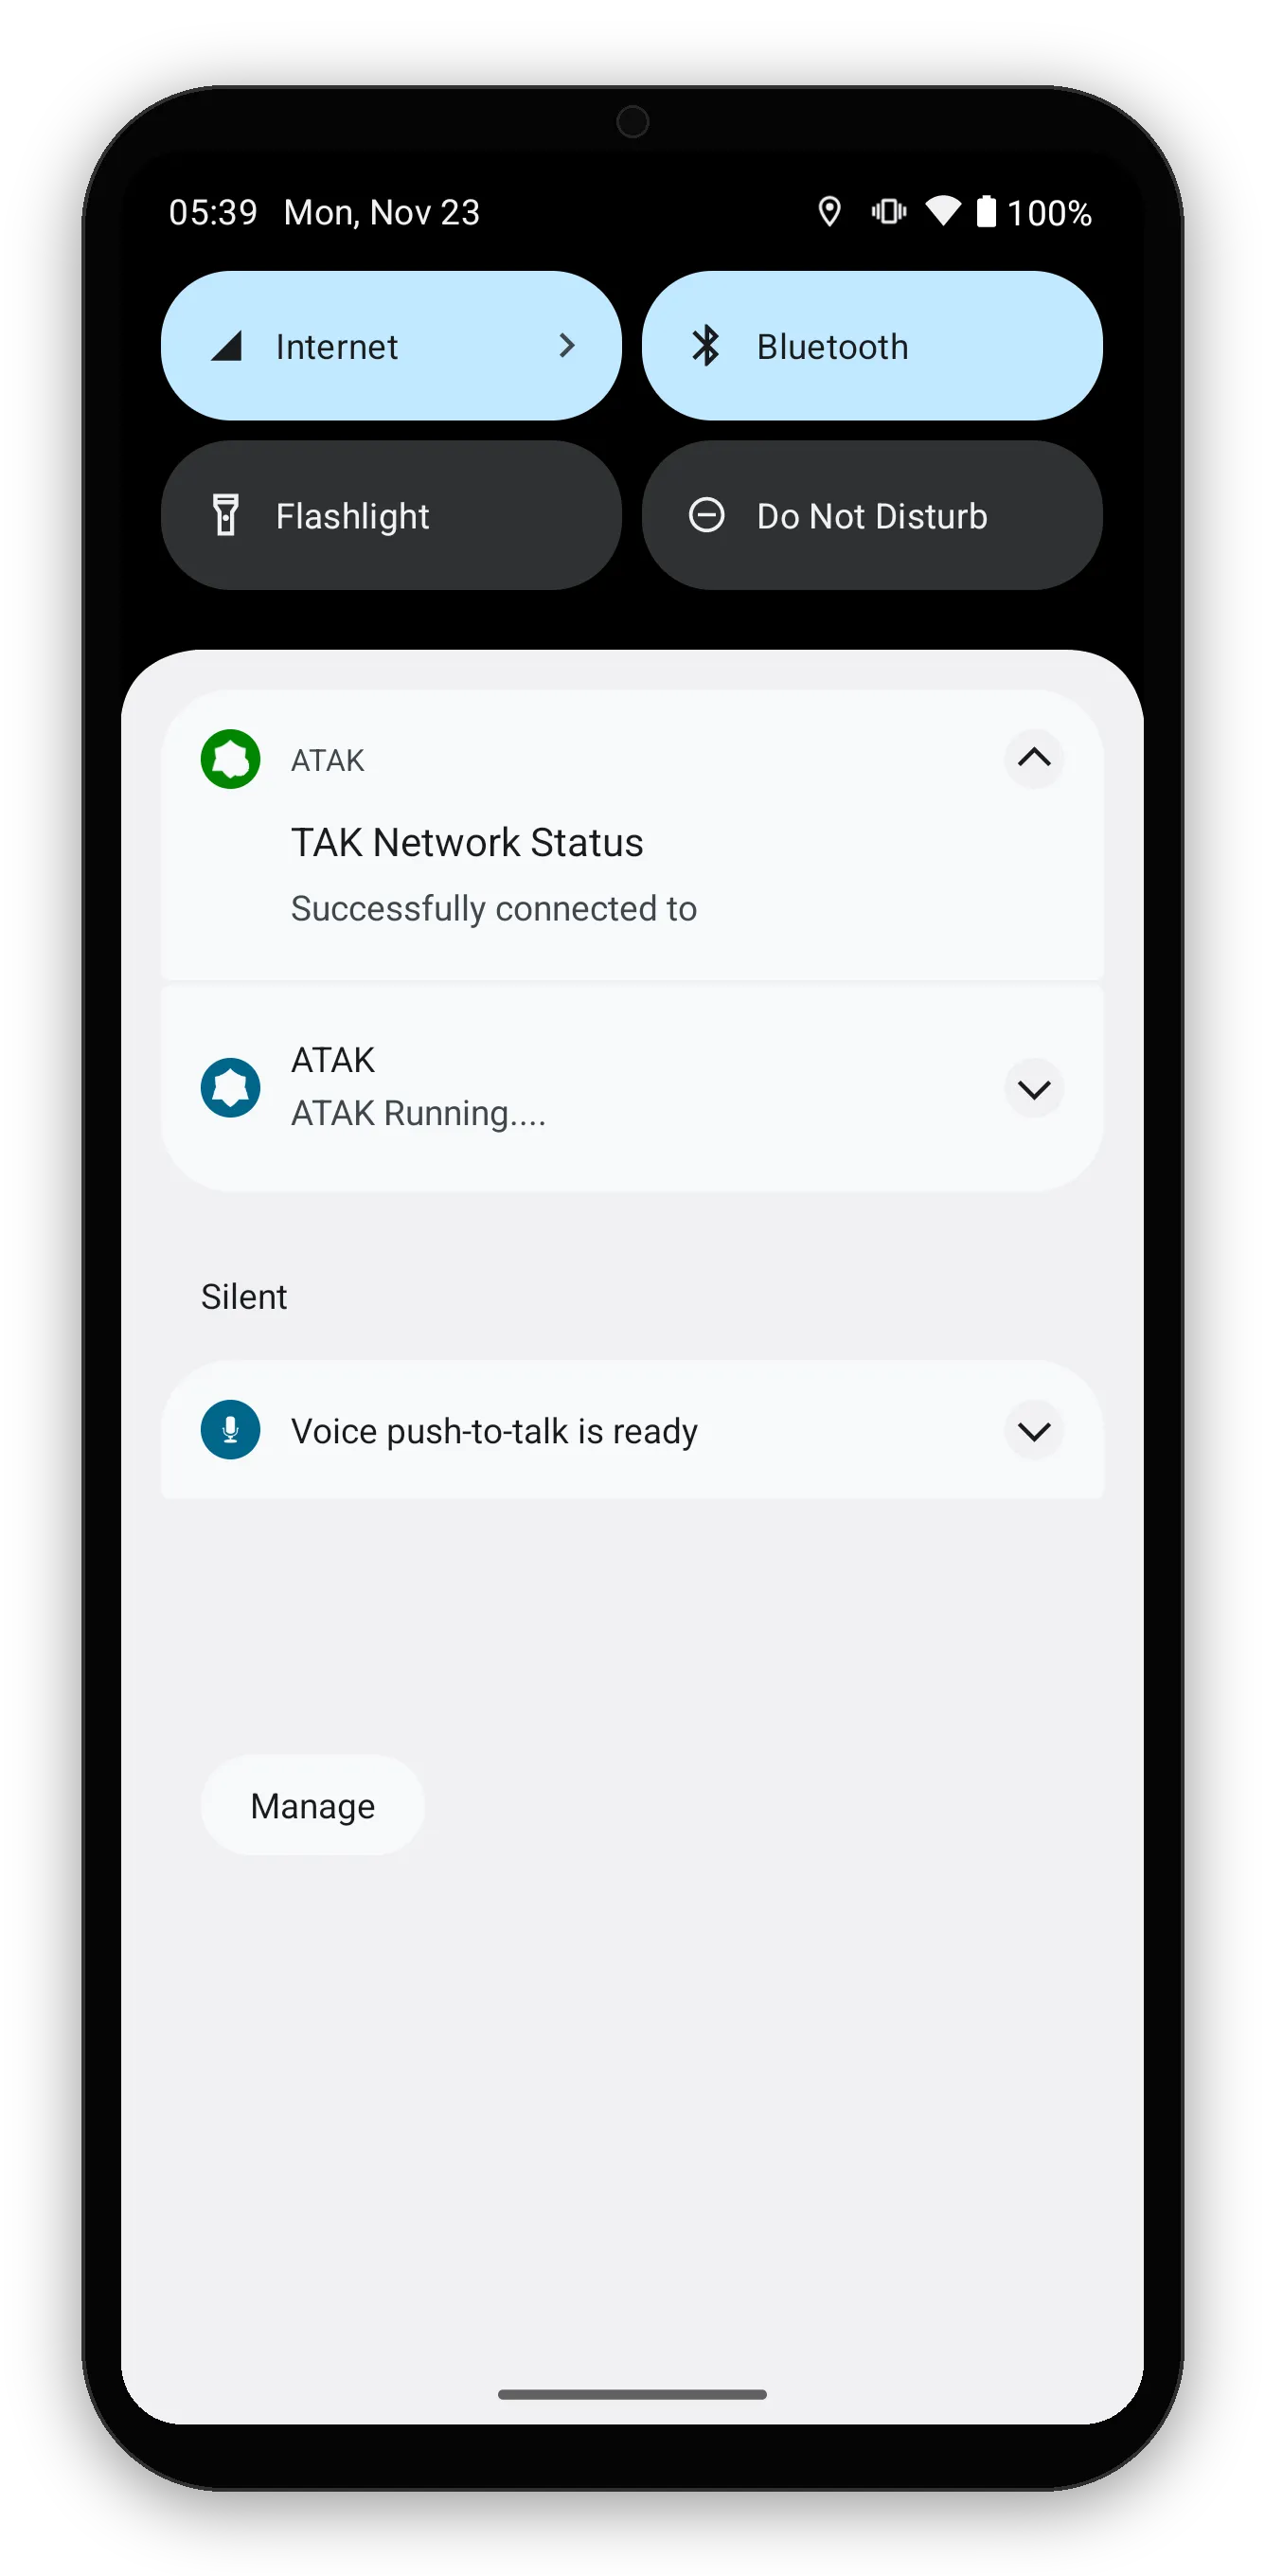 05:39 Mon, Nov 23 100%
Internet
Bluetooth
Flashlight
Do Not Disturb
ATAK
TAK Network Status
Successfully connected to
ATAK
ATAK Running....
Silent
Voice push-to-talk is ready
Manage